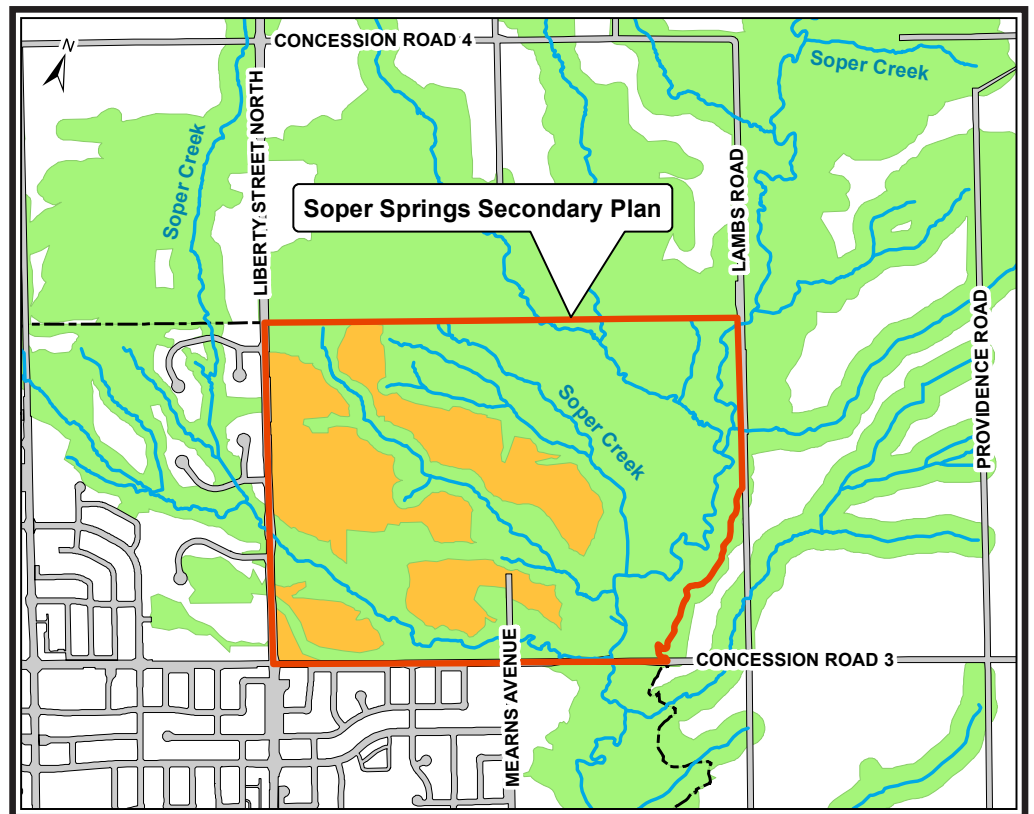 N
CONCESSION ROAD 4
Soper Creek
Soper Creek
LIBERTY STREET NORTH
LAMBS ROAD
Soper Springs Secondary Plan
PROVIDENCE ROAD
Soper Creek
MEARNS AVENUE
CONCESSION ROAD 3